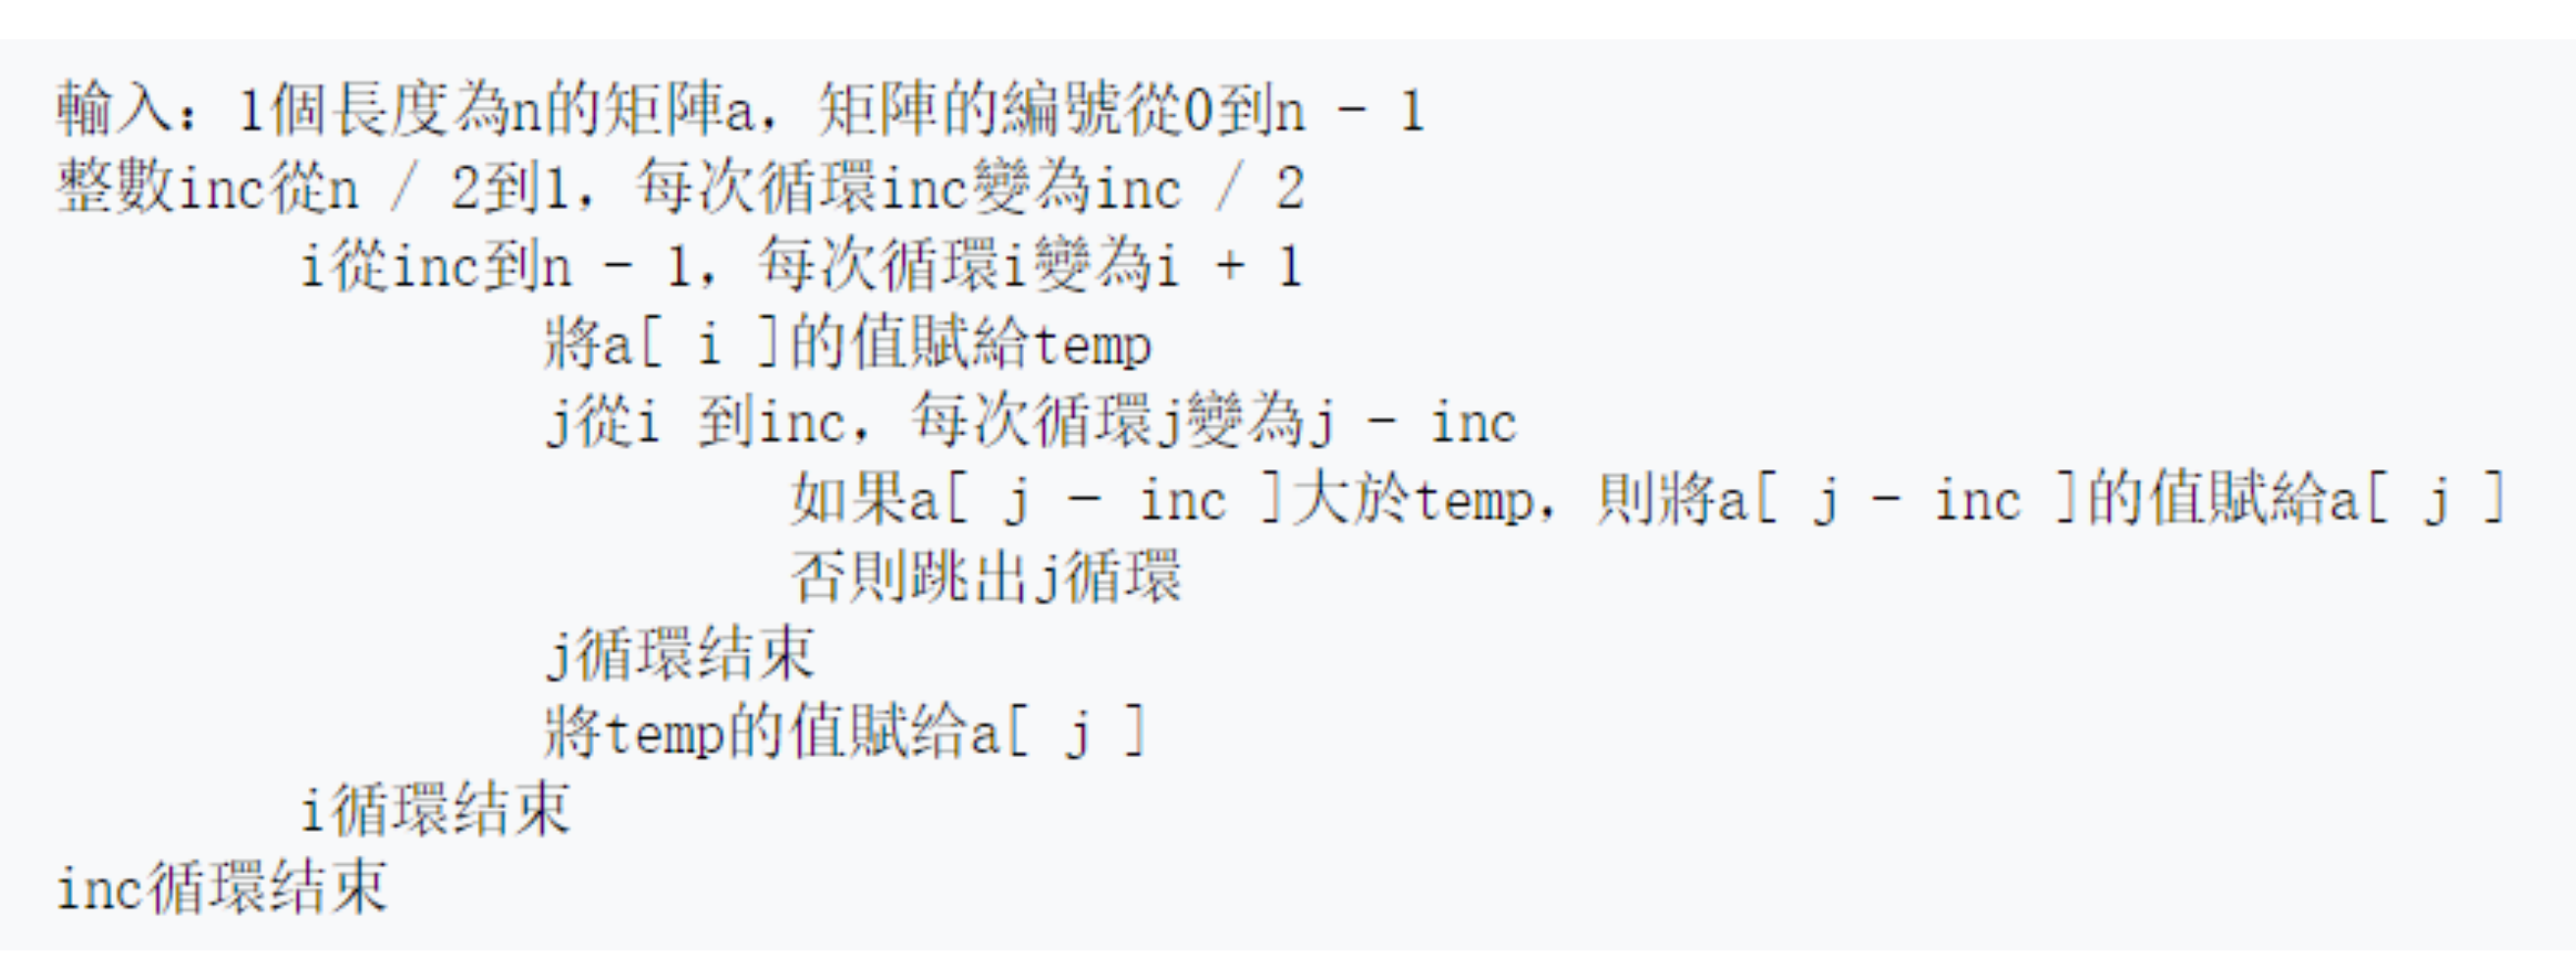 輸入：1個長度為n的矩陣a，矩陣的編號從0到n - 1
整數inc從n / 2到1，每次循環inc變為inc / 2
i從inc到n - 1，每次循環i變為i + 1
將a[ i ]的值賦給temp
j從i 到inc，每次循環j變為j - inc
如果a[ j - inc ]大於temp，則將a[ j - inc ]的值賦給a[ j ]
否則跳出j循環
j循環结束
將temp的值賦给a[ j ]
i循環结束
inc循環结束